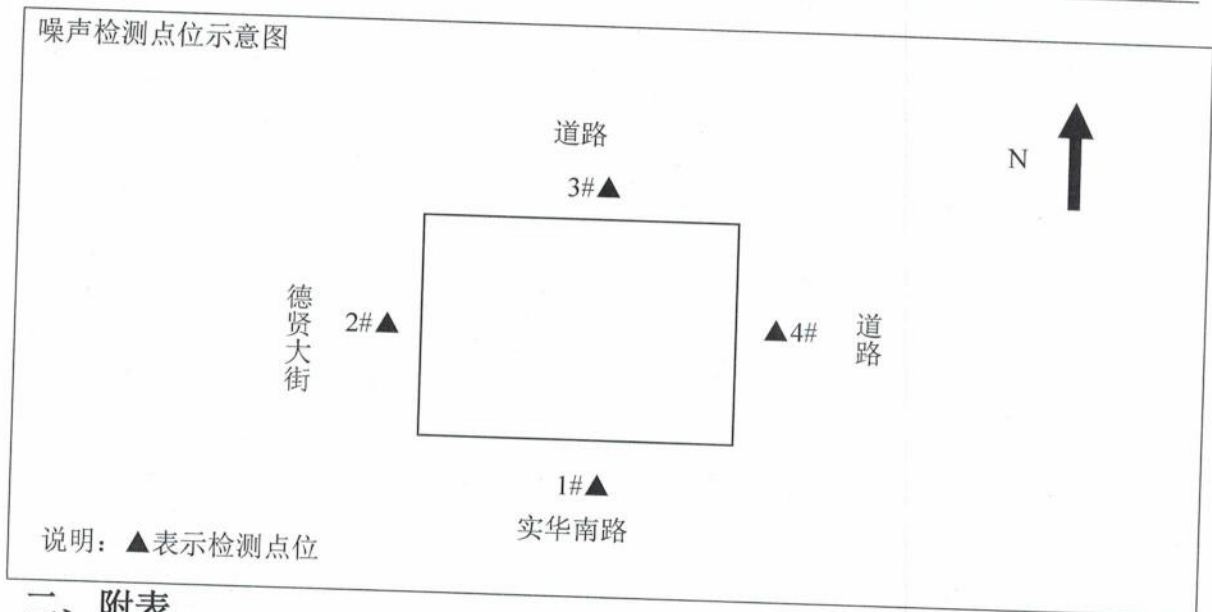 噪声检测点位示意图
道路
N
3#▲
德贤大街
2#▲
▲4#
道路
1#▲
实华南路
说明：▲表示检测点位
二、附表